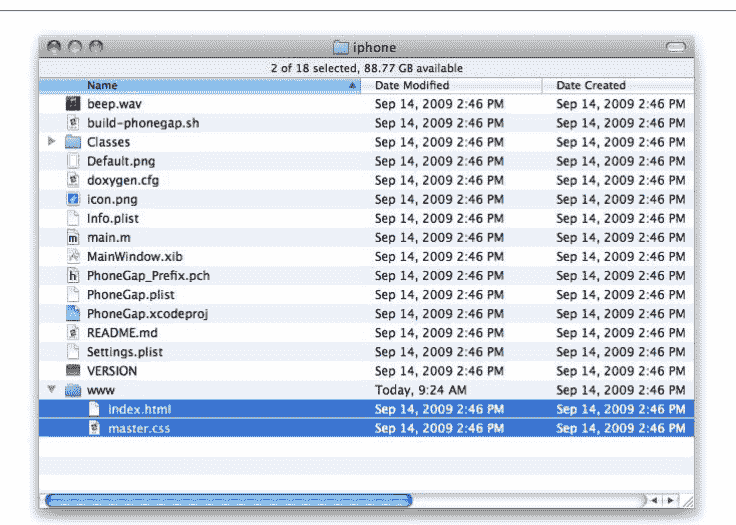 iphone
2 of 18 selected, 88.77 GB available
Name Date Modified Date Created
beep.wav Sep 14, 2009 2:46 PM Sep 14, 2009 2:46 PM
build-phonegap.sh Sep 14, 2009 2:46 PM Sep 14, 2009 2:46 PM
Classes Sep 14, 2009 2:46 PM Sep 14, 2009 2:46 PM
Default.png Sep 14, 2009 2:46 PM Sep 14, 2009 2:46 PM
doxygen.cfg Sep 14, 2009 2:46 PM Sep 14, 2009 2:46 PM
icon.png Sep 14, 2009 2:46 PM Sep 14, 2009 2:46 PM
Info.plist Sep 14, 2009 2:46 PM Sep 14, 2009 2:46 PM
m main.m Sep 14, 2009 2:46 PM Sep 14, 2009 2:46 PM
MainWindow.xib Sep 14, 2009 2:46 PM Sep 14, 2009 2:46 PM
h PhoneGap_Prefix.pch Sep 14, 2009 2:46 PM Sep 14, 2009 2:46 PM
PhoneGap.plist Sep 14, 2009 2:46 PM Sep 14, 2009 2:46 PM
PhoneGap.xcodeproj Sep 14, 2009 2:46 PM Sep 14, 2009 2:46 PM
README.md Sep 14, 2009 2:46 PM Sep 14, 2009 2:46 PM
Settings.plist Sep 14, 2009 2:46 PM Sep 14, 2009 2:46 PM
VERSION Sep 14, 2009 2:46 PM Sep 14, 2009 2:46 PM
www Today, 9:24 AM Sep 14, 2009 2:46 PM
index.html Sep 14, 2009 2:46 PM Sep 14, 2009 2:46 PM
master.css Sep 14, 2009 2:46 PM Sep 14, 2009 2:46 PM